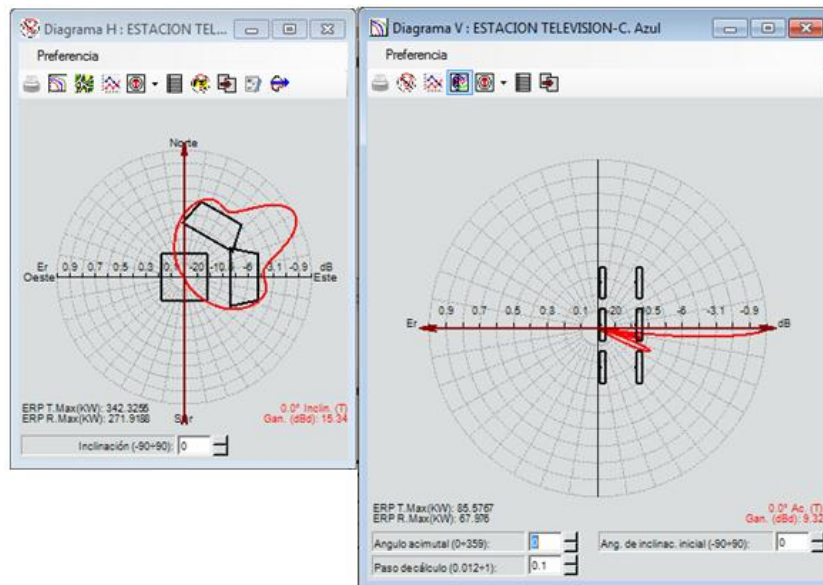 Diagrama H : ESTACION TEL...
Preferencia
Norte
Er 0.9 0.7 0.5 0.3 0.1 -20 -10.5 -6 -3.1 -0.9 dB
Oeste Este
ERP T.Max(KW): 342.3255
ERP R.Max(KW): 271.9188
Sur
0.0° Inclin. (T)
Gan. (dBd): 15.34
Inclinación (-90÷90): 0
Diagrama V : ESTACION TELEVISION-C. Azul
Preferencia
0.9 0.7 0.5 0.3 0.1 -20 -6 -3.1 -0.9
Er dB
ERP T.Max(KW): 85.5767
ERP R.Max(KW): 67.976
0.0° Ac. (T)
Gan. (dBd): 9.32
Angulo acimutal (0÷359): 0
Ang. de inclinac. inicial (-90÷90): 0
Paso de cálculo (0.012÷1): 0.1